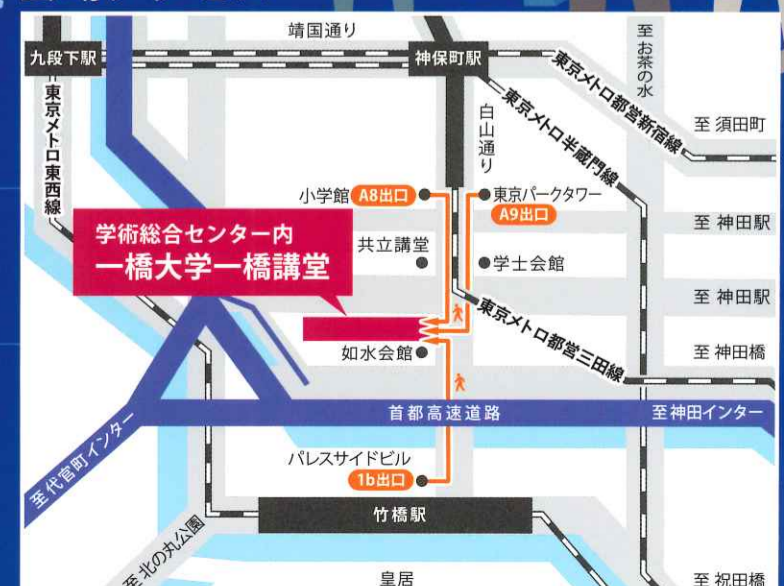 靖国通り
九段下駅
神保町駅
至 お茶の水
東京メトロ東西線
白山通り
東京メトロ都営新宿線
東京メトロ半蔵門線
至 須田町
小学館 A8出口
東京パークタワー
A9出口
至 神田駅
学術総合センター内
一橋大学一橋講堂
共立講堂
学士会館
至 神田駅
東京メトロ都営三田線
如水会館
至 神田橋
首都高速道路
至神田インター
至代官町インター
パレスサイドビル
1b出口
竹橋駅
至 北の丸公園
皇居
至 祝田橋